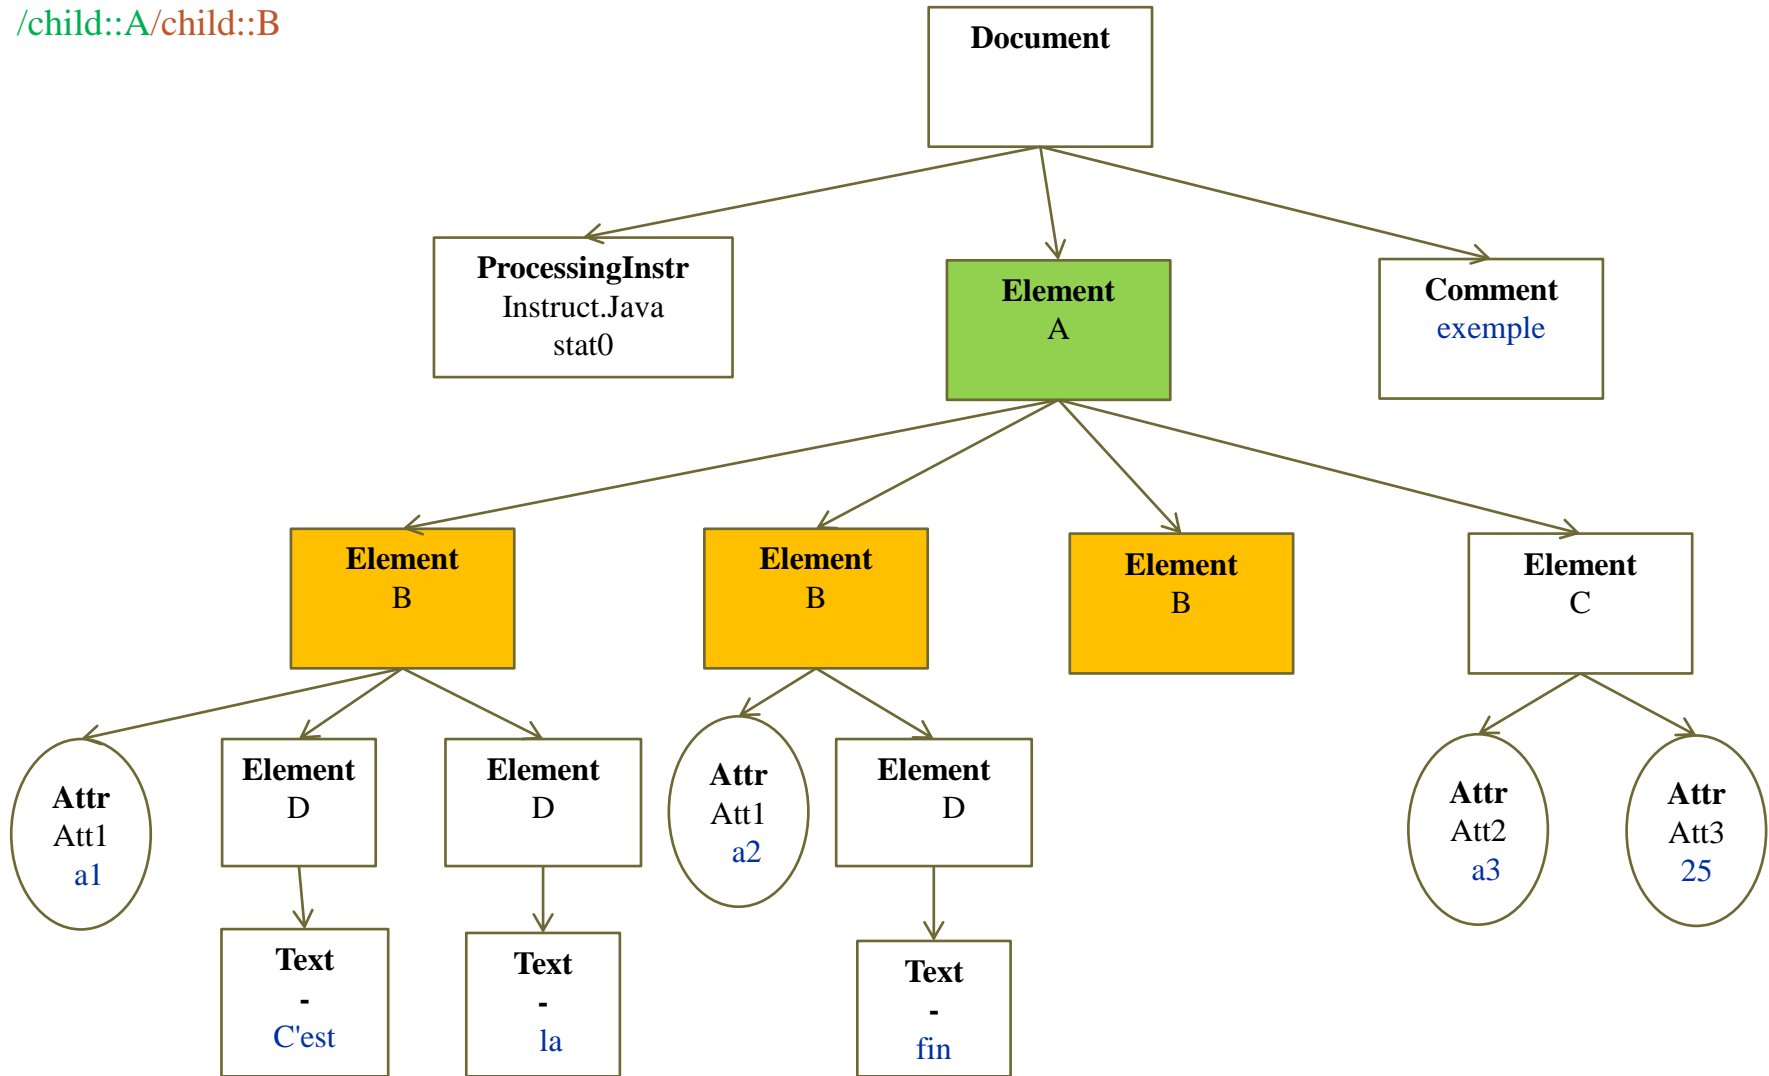 /child::A/child::B
Document
ProcessingInstr
Instruct.Java
stat0
Element
A
Comment
exemple
Element
B
Element
B
Element
B
Element
C
Attr
Att1
a1
Element
D
Element
D
Attr
Att1
a2
Element
D
Attr
Att2
a3
Attr
Att3
25
Text
-
C'est
Text
-
la
Text
-
fin